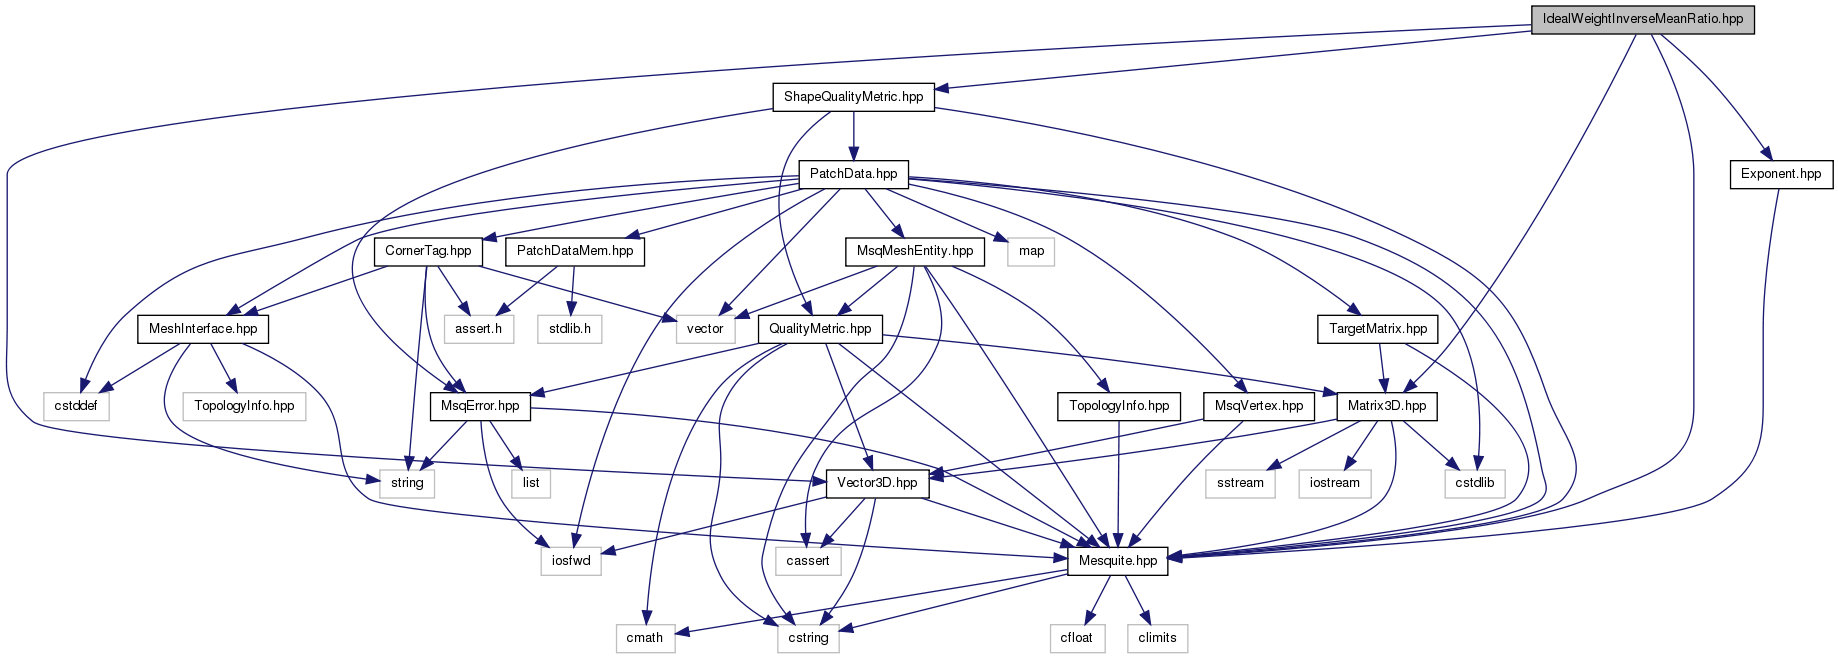 IdealWeightInverseMeanRatio.hpp
ShapeQualityMetric.hpp
PatchData.hpp
Exponent.hpp
CornerTag.hpp
PatchDataMem.hpp
MsqMeshEntity.hpp
map
MeshInterface.hpp
assert.h
stdlib.h
vector
QualityMetric.hpp
TargetMatrix.hpp
cstddef
TopologyInfo.hpp
MsqError.hpp
TopologyInfo.hpp
MsqVertex.hpp
Matrix3D.hpp
string
list
Vector3D.hpp
sstream
iostream
cstdlib
iosfwd
cassert
Mesquite.hpp
cmath
cstring
cfloat
climits